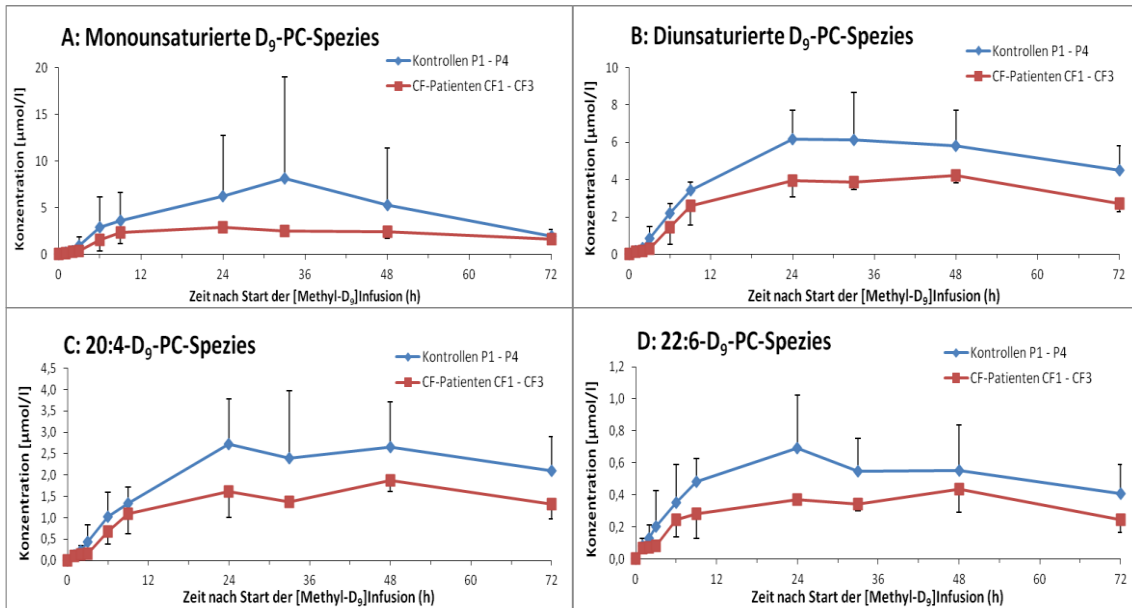 A: Monounsaturierte D₉-PC-Spezies
Kontrollen P1 - P4
CF-Patienten CF1 - CF3
Konzentration [µmol/l]
20
15
10
5
0
0 12 24 36 48 60 72
Zeit nach Start der [Methyl-D₉]Infusion (h)
B: Diunsaturierte D₉-PC-Spezies
Kontrollen P1 - P4
CF-Patienten CF1 - CF3
Konzentration [µmol/l]
10
8
6
4
2
0
0 12 24 36 48 60 72
Zeit nach Start der [Methyl-D₉]Infusion (h)
C: 20:4-D₉-PC-Spezies
Kontrollen P1 - P4
CF-Patienten CF1 - CF3
Konzentration [µmol/l]
4,5
4,0
3,5
3,0
2,5
2,0
1,5
1,0
0,5
0,0
0 12 24 36 48 60 72
Zeit nach Start der [Methyl-D₉]Infusion (h)
D: 22:6-D₉-PC-Spezies
Kontrollen P1 - P4
CF-Patienten CF1 - CF3
Konzentration [µmol/l]
1,2
1,0
0,8
0,6
0,4
0,2
0,0
0 12 24 36 48 60 72
Zeit nach Start der [Methyl-D₉]Infusion (h)